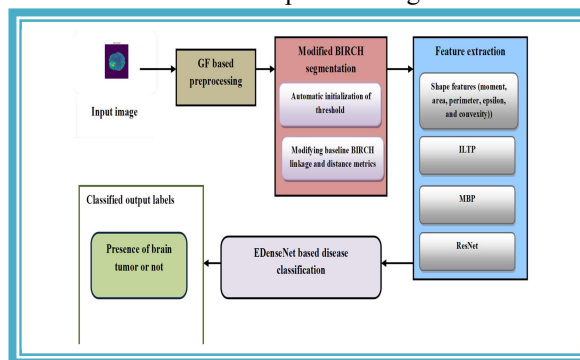 Input image
GF based
preprocessing
Modified BIRCH
segmentation
Automatic initialization of
threshold
Modifying baseline BIRCH
linkage and distance metrics
Feature extraction
Shape features (moment,
area, perimeter, epsilon,
and convexity))
ILTP
MBP
ResNet
EDenseNet based disease
classification
Classified output labels
Presence of brain
tumor or not